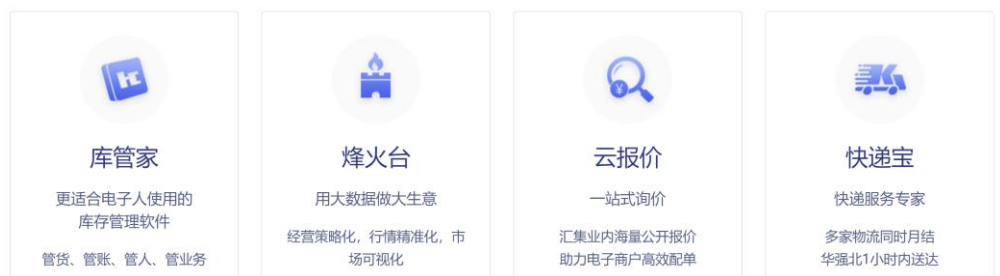 库管家
更适合电子人使用的
库存管理软件
管货、管账、管人、管业务
烽火台
用大数据做大生意
经营策略化，行情精准化，市
场可视化
云报价
一站式询价
汇集业内海量公开报价
助力电子商户高效配单
快递宝
快递服务专家
多家物流同时月结
华强北1小时内送达